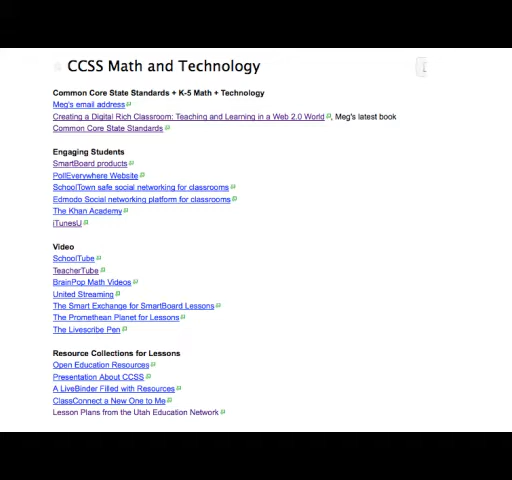 CCSS Math and Technology
Common Core State Standards + K-5 Math + Technology
Meg's email address
Creating a Digital Rich Classroom: Teaching and Learning in a Web 2.0 World, Meg's latest book
Common Core State Standards
Engaging Students
SmartBoard products
PollEverywhere Website
SchoolTown safe social networking for classrooms
Edmodo Social networking platform for classrooms
The Khan Academy
iTunesU
Video
SchoolTube
TeacherTube
BrainPop Math Videos
United Streaming
The Smart Exchange for SmartBoard Lessons
The Promethean Planet for Lessons
The Livescribe Pen
Resource Collections for Lessons
Open Education Resources
Presentation About CCSS
A LiveBinder Filled with Resources
ClassConnect a New One to Me
Lesson Plans from the Utah Education Network